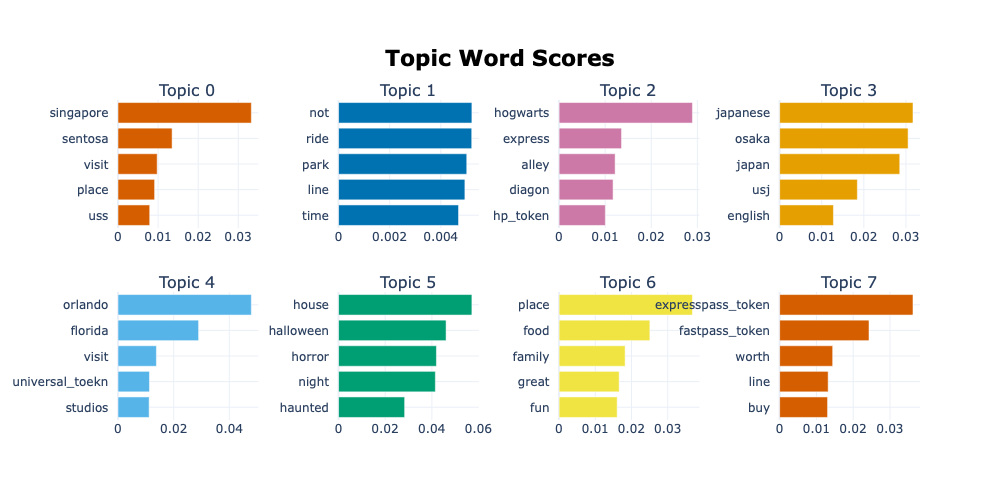 Topic Word Scores
Topic 0
singapore
sentosa
visit
place
uss
0 0.01 0.02 0.03
Topic 1
not
ride
park
line
time
0 0.002 0.004
Topic 2
hogwarts
express
alley
diagon
hp_token
0 0.01 0.02 0.03
Topic 3
japanese
osaka
japan
usj
english
0 0.01 0.02 0.03
Topic 4
orlando
florida
visit
universal_toekn
studios
0 0.02 0.04
Topic 5
house
halloween
horror
night
haunted
0 0.02 0.04 0.06
Topic 6
place
food
family
great
fun
0 0.01 0.02 0.03
Topic 7
expresspass_token
fastpass_token
worth
line
buy
0 0.01 0.02 0.03